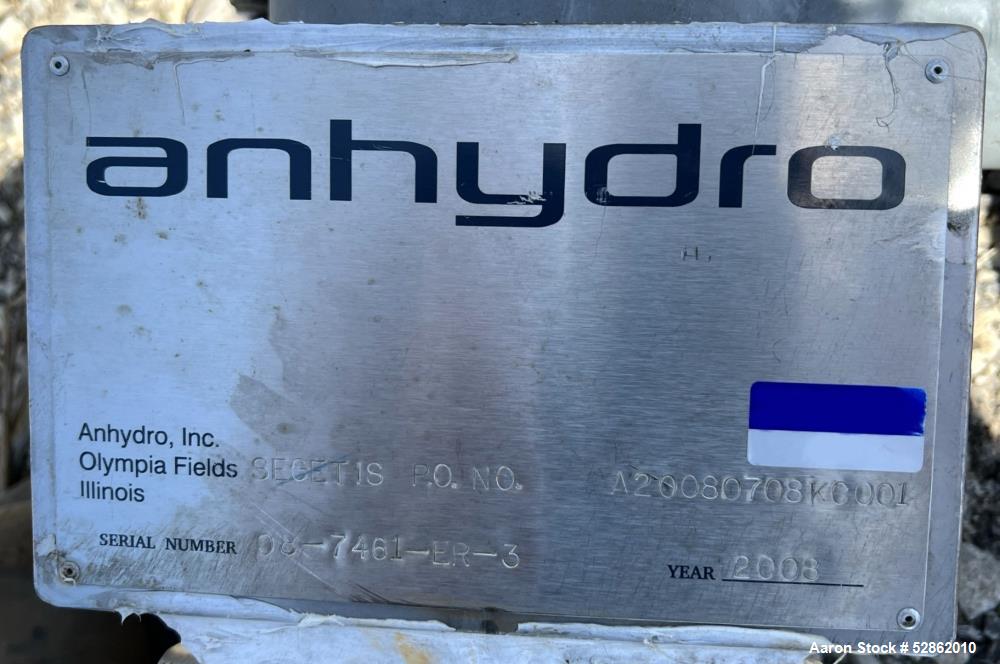 anhydro
H.
Anhydro, Inc.
Olympia Fields SEGETIS P.O. NO. A20080708KC001
Illinois
SERIAL NUMBER 08-7461-ER-3
YEAR 2008
Aaron Stock # 52862010